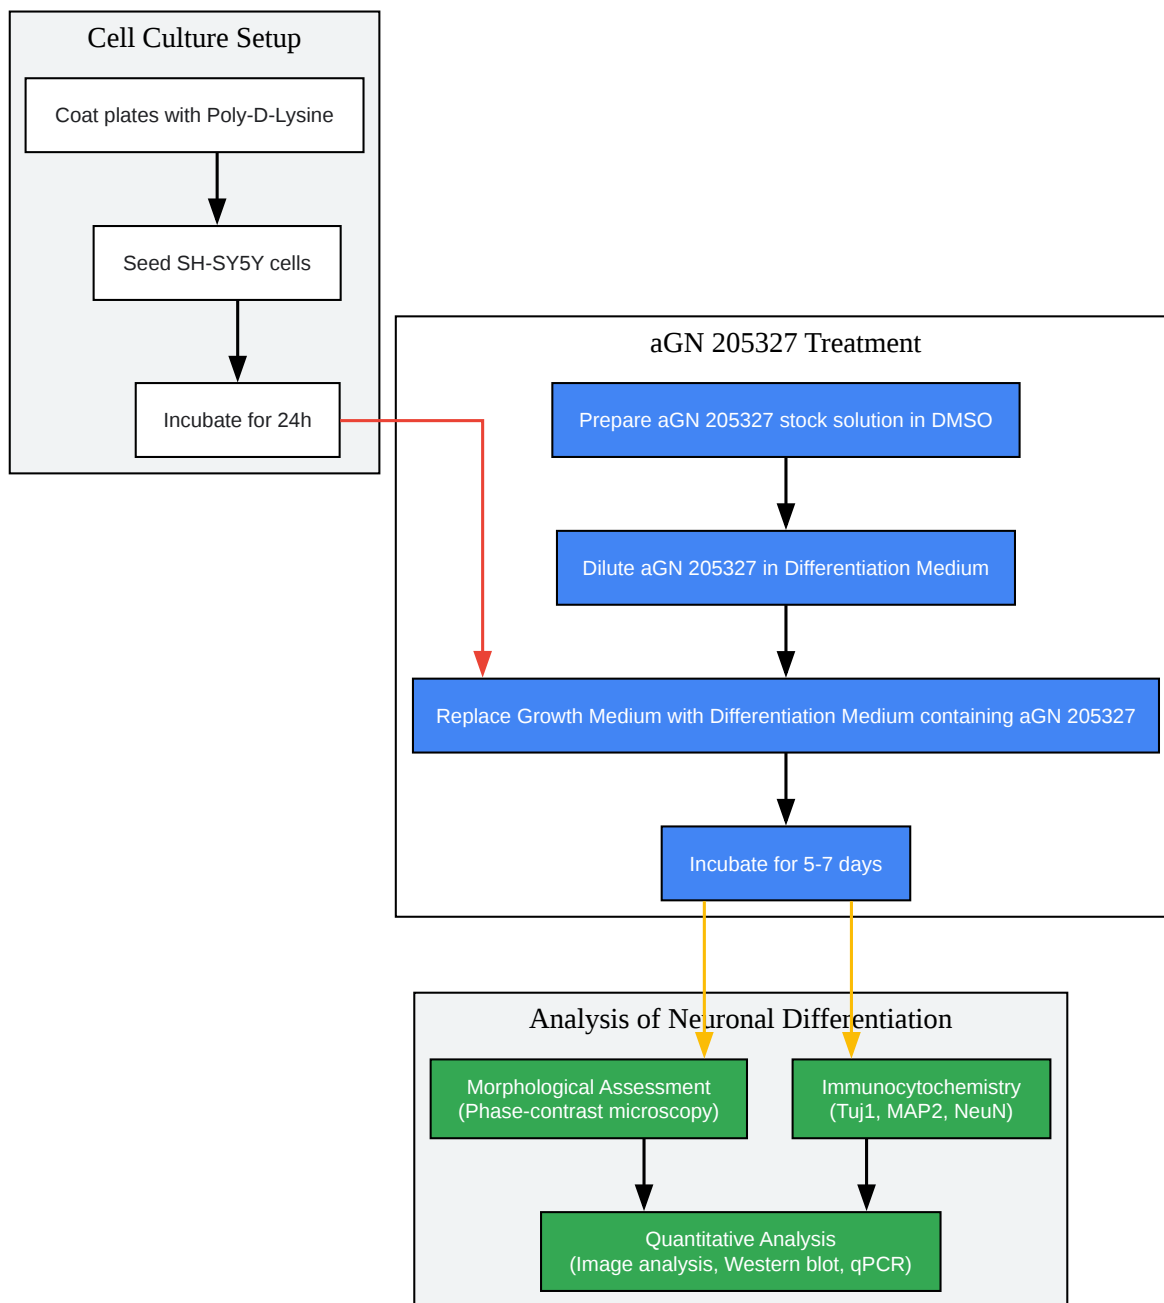 Cell Culture Setup
Coat plates with Poly-D-Lysine
Seed SH-SY5Y cells
Incubate for 24h
aGN 205327 Treatment
Prepare aGN 205327 stock solution in DMSO
Dilute aGN 205327 in Differentiation Medium
Replace Growth Medium with Differentiation Medium containing aGN 205327
Incubate for 5-7 days
Analysis of Neuronal Differentiation
Morphological Assessment
(Phase-contrast microscopy)
Immunocytochemistry
(Tuj1, MAP2, NeuN)
Quantitative Analysis
(Image analysis, Western blot, qPCR)